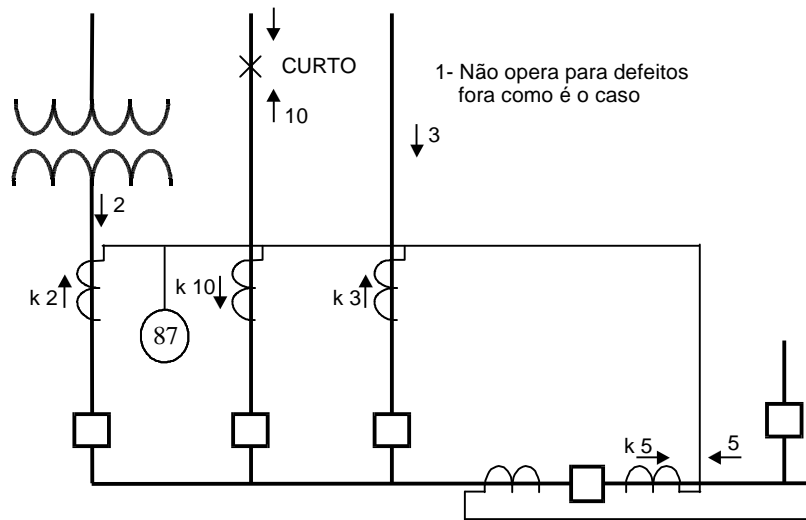 CURTO
1- Não opera para defeitos
fora como é o caso
10
3
2
k 2
k 10
k 3
87
k 5
5